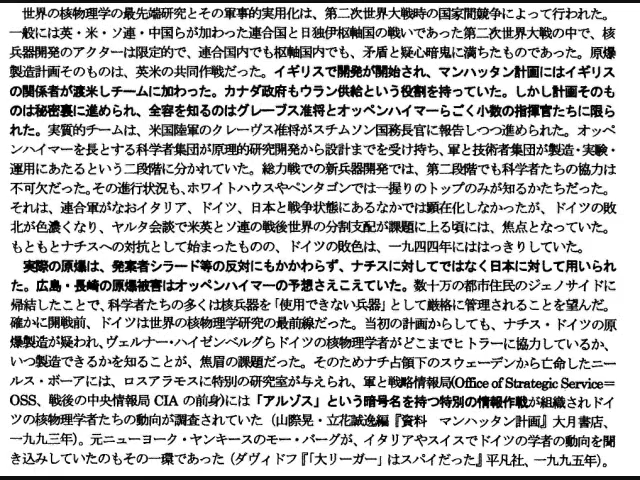 世界の核物理学の最先端研究とその軍事的実用化は、第二次世界大戦時の国家間競争によって行われた。
一般には英・米・ソ連・中国らが加わった連合国と日独伊枢軸国の戦いであった第二次世界大戦の中で、核
兵器開発のアクターは限定的で、連合国内でも枢軸国内でも、矛盾と疑心暗鬼に満ちたものであった。原爆
製造計画そのものは、英米の共同作戦だった。イギリスで開発が開始され、マンハッタン計画にはイギリス
の関係者が渡米しチームに加わった。カナダ政府もウラン供給という役割を持っていた。しかし計画そのも
のは秘密裏に進められ、全容を知るのはグレーブス准将とオッペンハイマーらごく小数の指揮官たちに限ら
れた。実質的チームは、米国陸軍のクレーヴス准将がスチムソン国務長官に報告しつつ進められた。オッペ
ンハイマーを長とする科学者集団が原理的研究開発から設計までを受け持ち、軍と技術者集団が製造・実験・
運用にあたるという二段階に分かれていた。総力戦での新兵器開発では、第二段階でも科学者たちの協力は
不可欠だった。その進行状況も、ホワイトハウスやペンタゴンでは一握りのトップのみが知るかたちだった。
それは、連合軍がなおイタリア、ドイツ、日本と戦争状態にあるなかでは顕在化しなかったが、ドイツの敗
北が色濃くなり、ヤルタ会談で米英とソ連の戦後世界の分割支配が課題に上る頃には、焦点となっていた。
もともとナチスへの対抗として始まったものの、ドイツの敗色は、一九四四年にははっきりしていた。
実際の原爆は、発案者シラード等の反対にもかかわらず、ナチスに対してではなく日本に対して用いられ
た。広島・長崎の原爆被害はオッペンハイマーの予想さえこえていた。数十万の都市住民のジェノサイドに
帰結したことで、科学者たちの多くは核兵器を「使用できない兵器」として厳格に管理されることを望んだ。
確かに開戦前、ドイツは世界の核物理学研究の最前線だった。当初の計画からしても、ナチス・ドイツの原
爆製造が疑われ、ヴェルナー・ハイゼンベルグらドイツの核物理学者がどこまでヒトラーに協力しているか、
いつ製造できるかを知ることが、焦眉の課題だった。そのためナチ占領下のスウェーデンから亡命したニー
ルス・ボーアには、ロスアラモスに特別の研究室が与えられ、軍と戦略情報局(Office of Strategic Service＝
OSS、戦後の中央情報局 CIA の前身)には「アルゾス」という暗号名を持つ特別の情報作戦が組織されドイ
ツの核物理学者たちの動向が調査されていた（山際晃・立花誠逸編『資料　マンハッタン計画』大月書店、
一九九三年）。元ニューヨーク・ヤンキースのモー・バーグが、イタリアやスイスでドイツの学者の動向を聞
き込みしていたのもその一環であった（ダヴィドフ『「大リーガー」はスパイだった』平凡社、一九九五年）。